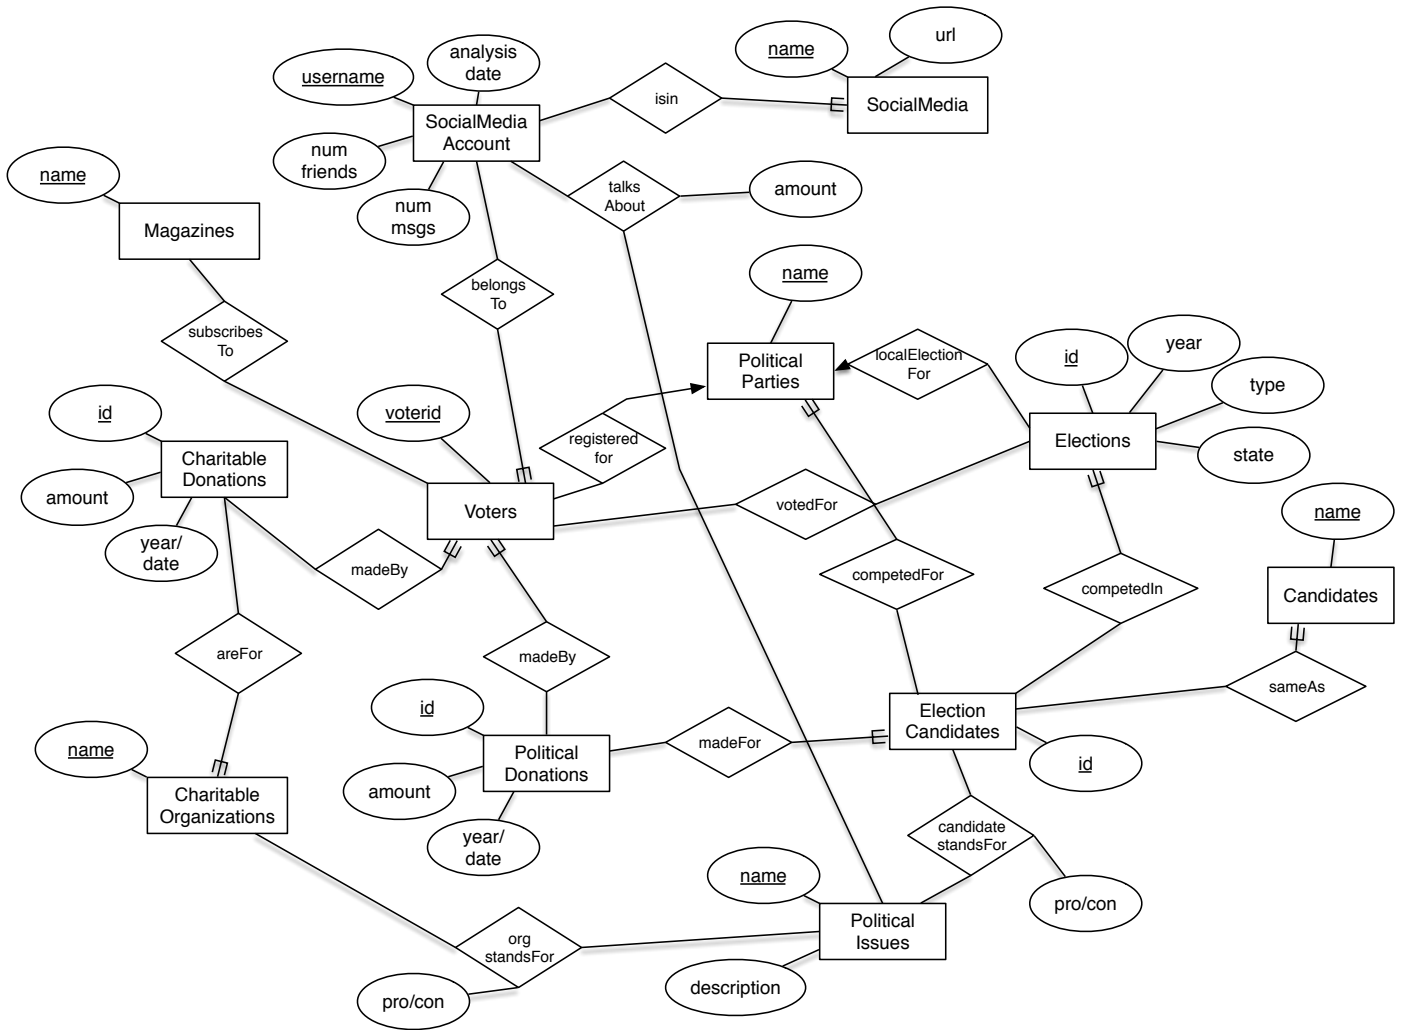 analysis
date
name
url
username
isin
SocialMedia
SocialMedia
Account
num
friends
name
talks
About
amount
num
msgs
Magazines
name
belongs
To
subscribes
To
Political
Parties
localElection
For
id
year
type
id
voterid
registered
for
Elections
state
Charitable
Donations
amount
Voters
votedFor
name
year/
date
madeBy
competedFor
competedIn
Candidates
areFor
madeBy
sameAs
id
Election
Candidates
name
Political
Donations
madeFor
id
Charitable
Organizations
amount
year/
date
candidate
standsFor
name
pro/con
Political
Issues
org
standsFor
description
pro/con